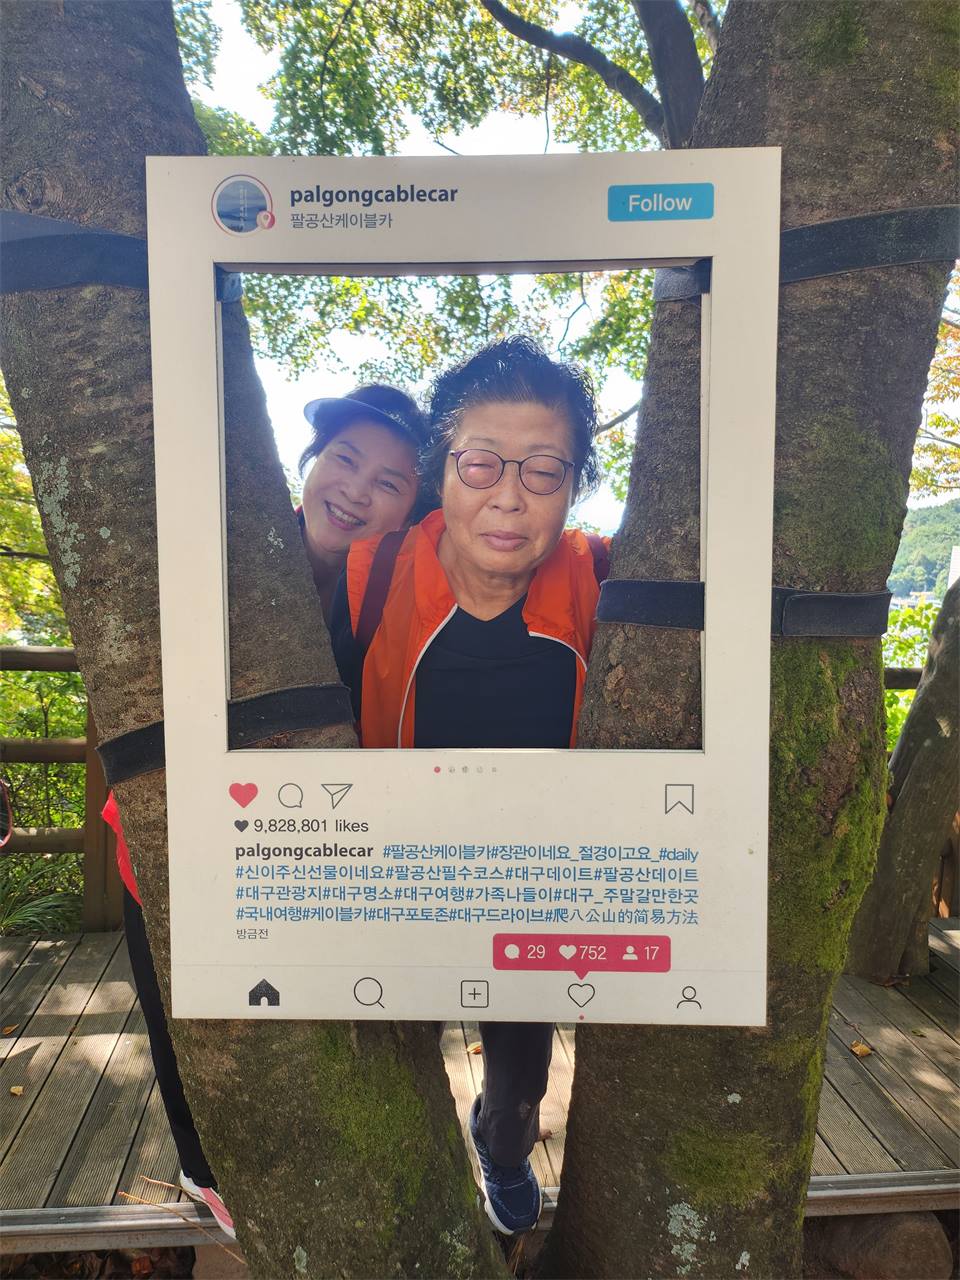 palgongcablecar
팔공산케이블카
Follow
9,828,801 likes
palgongcablecar #팔공산케이블카#장관이네요_절경이고요_#daily
#신이주신선물이네요#팔공산필수코스#대구데이트#팔공산데이트
#대구관광지#대구명소#대구여행#가족나들이#대구_주말갈만한곳
#국내여행#케이블카#대구포토존#대구드라이브#爬八公山的简易方法
방금전
29 752 17